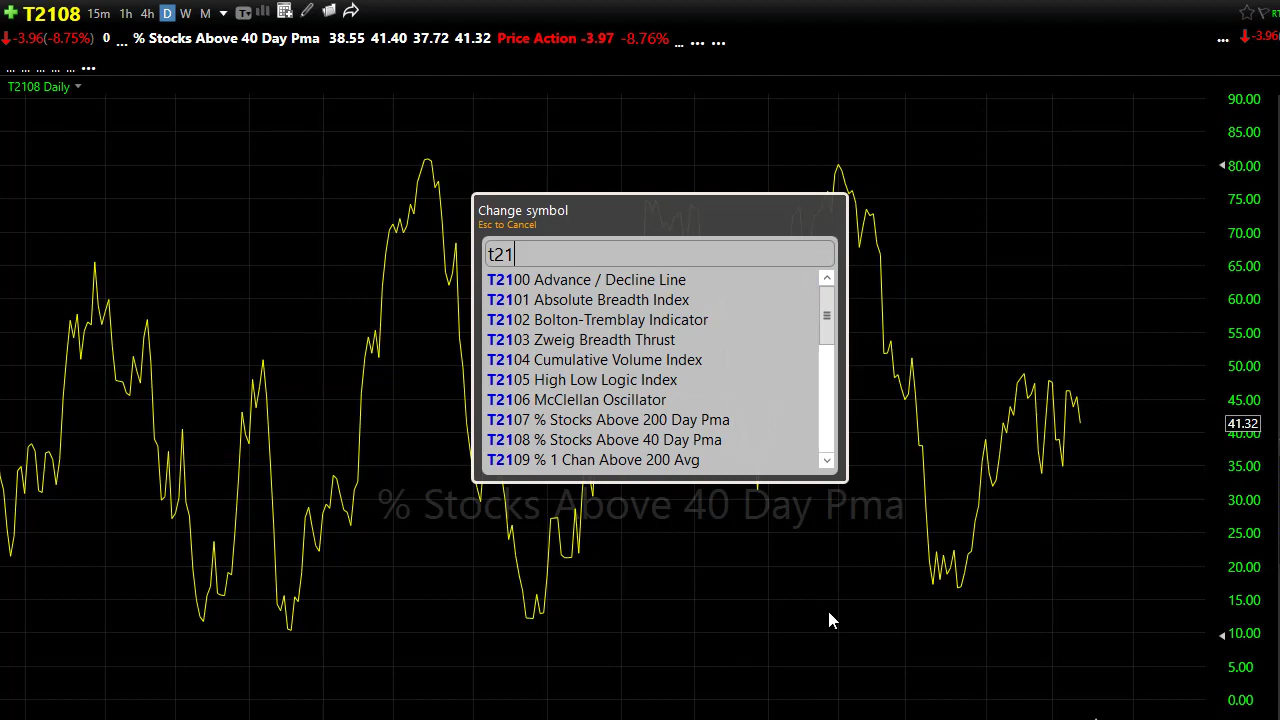 T2108 15m 1h 4h D W M
-3.96(-8.75%) 0 ... % Stocks Above 40 Day Pma 38.55 41.40 37.72 41.32 Price Action -3.97 -8.76% ... ... ... ... -3.96
... ... ... ... ... ...
T2108 Daily
90.00
85.00
80.00
75.00
70.00
65.00
60.00
55.00
50.00
45.00
41.32
40.00
35.00
30.00
25.00
20.00
15.00
10.00
5.00
0.00
Change symbol
Esc to Cancel
t21
T2100 Advance / Decline Line
T2101 Absolute Breadth Index
T2102 Bolton-Tremblay Indicator
T2103 Zweig Breadth Thrust
T2104 Cumulative Volume Index
T2105 High Low Logic Index
T2106 McClellan Oscillator
T2107 % Stocks Above 200 Day Pma
T2108 % Stocks Above 40 Day Pma
T2109 % 1 Chan Above 200 Avg
% Stocks Above 40 Day Pma